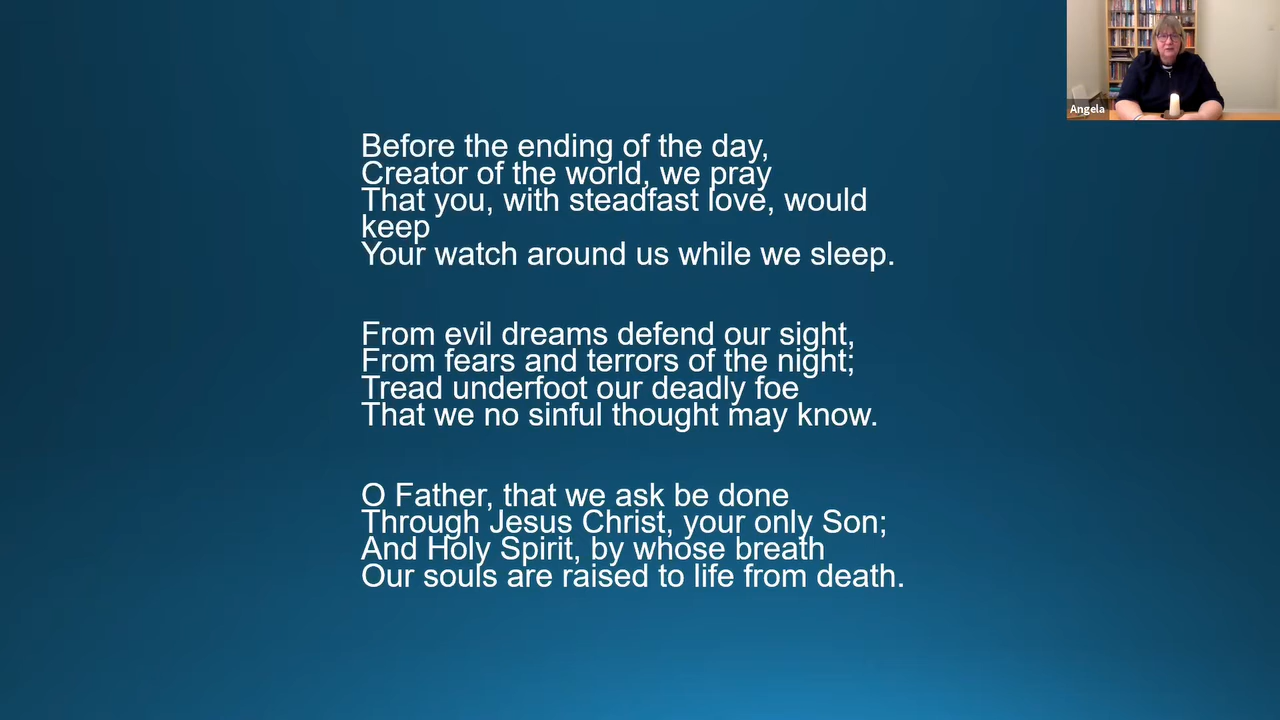 Angela
Before the ending of the day,
Creator of the world, we pray
That you, with steadfast love, would
keep
Your watch around us while we sleep.
From evil dreams defend our sight,
From fears and terrors of the night;
Tread underfoot our deadly foe
That we no sinful thought may know.
O Father, that we ask be done
Through Jesus Christ, your only Son;
And Holy Spirit, by whose breath
Our souls are raised to life from death.